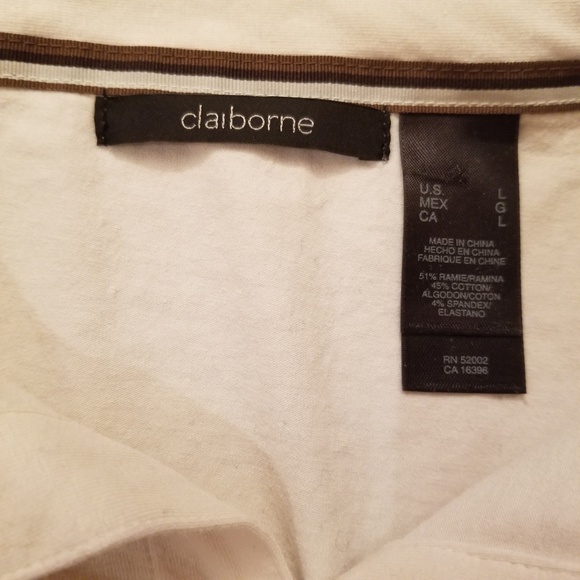 claiborne
U.S. L
MEX G
CA L
MADE IN CHINA
HECHO EN CHINA
FABRIQUE EN CHINE
51% RAMIE/RAMINA
45% COTTON/
ALGODON/COTON
4% SPANDEX/
ELASTANO
RN 52002
CA 16396